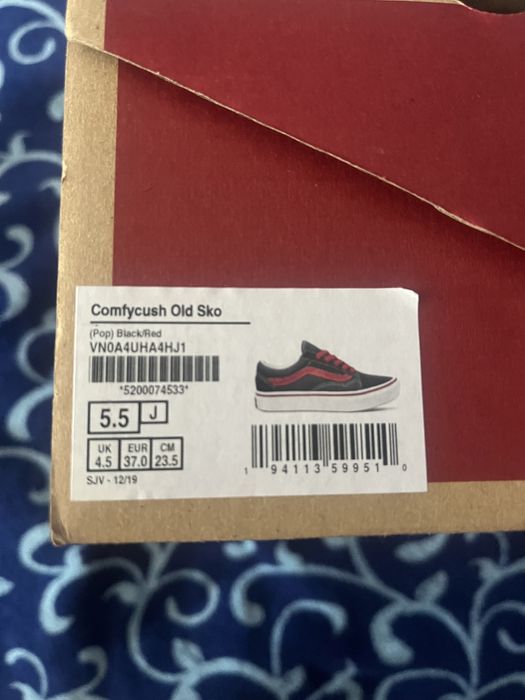 Comfycush Old Sko
(Pop) Black/Red
VN0A4UHA4HJ1
*5200074533*
5.5 J
UK EUR CM
4.5 37.0 23.5
SJV - 12/19
1 94113 59951 0